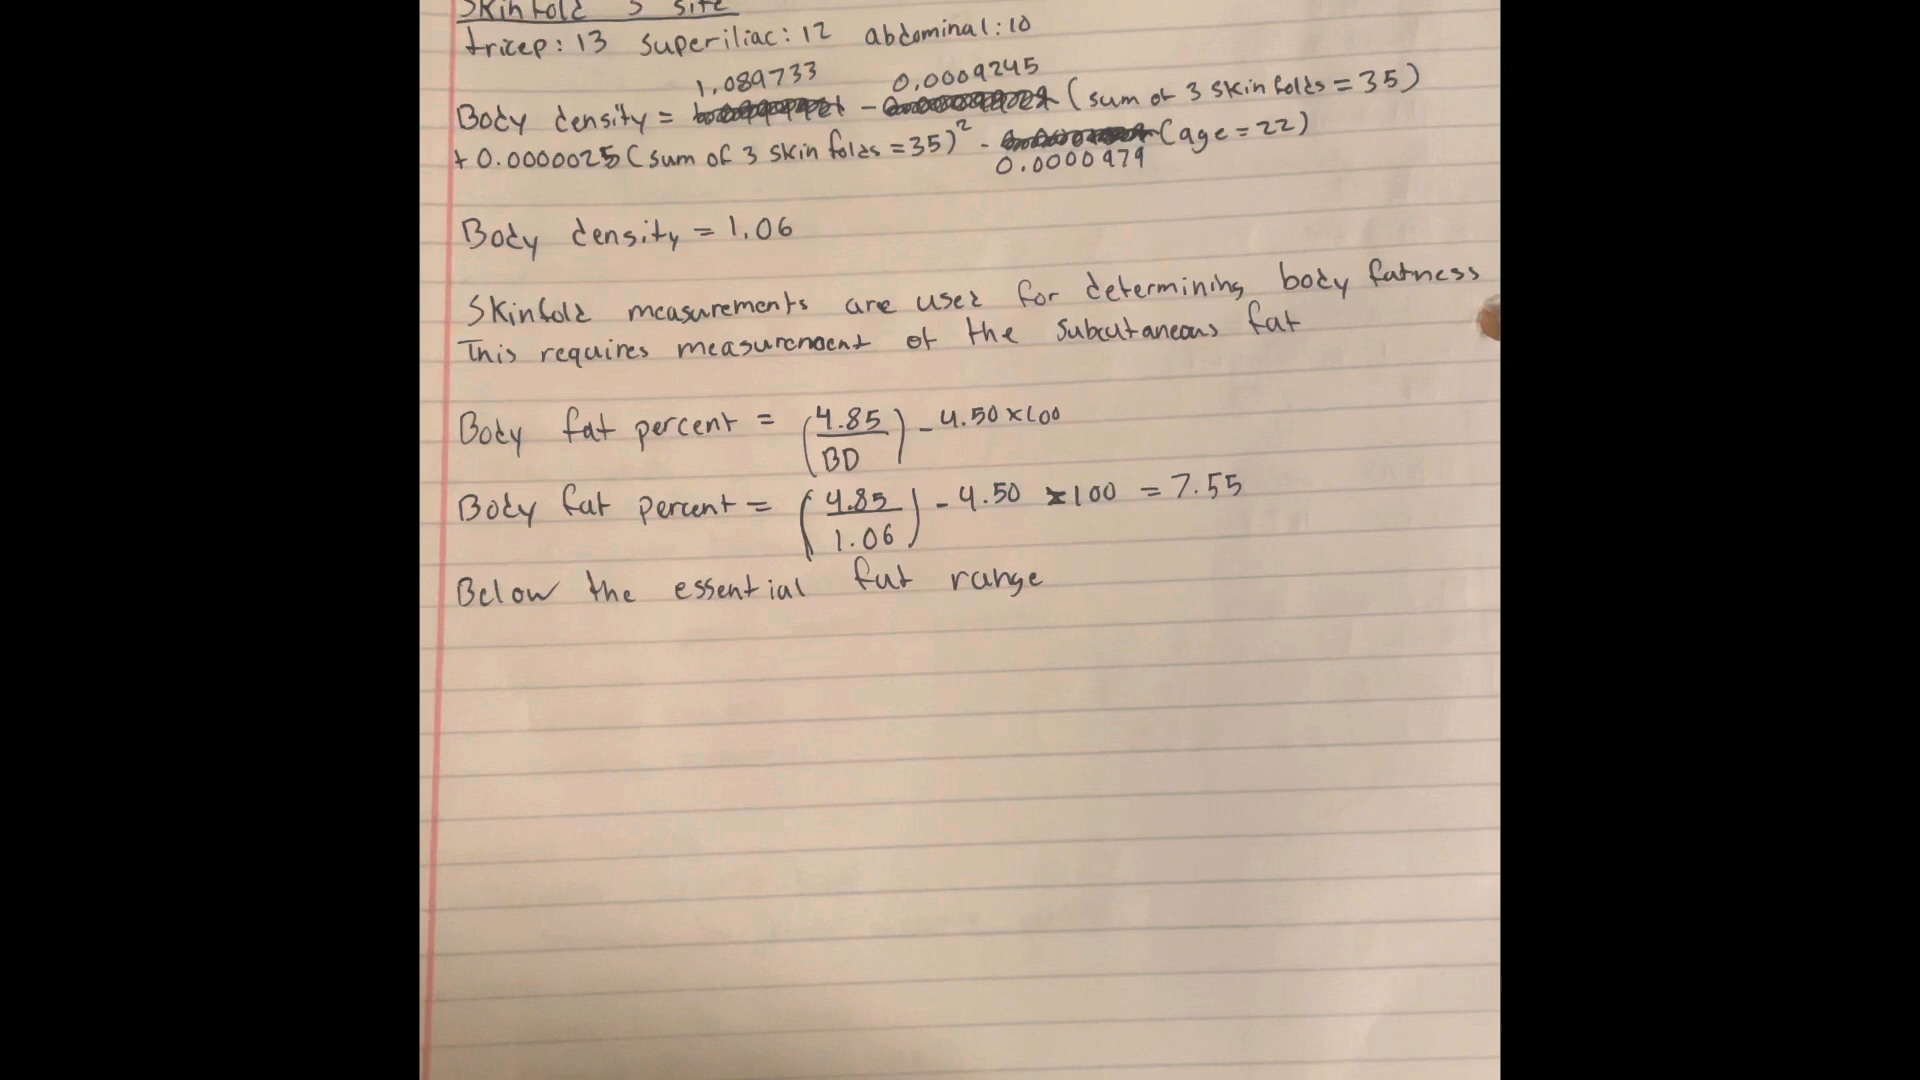 Skinfold 3 site
tricep: 13 superiliac: 12 abdominal: 10
1.089733 0.0009245
Body density = - (sum of 3 skin folds = 35)
+ 0.0000025 (sum of 3 skin folds = 35)² - (age = 22)
0.0000979
Body density = 1.06
Skinfold measurements are used for determining body fatness
This requires measurement of the subcutaneous fat
Body fat percent = (4.85 / BD) - 4.50 x 100
Body fat percent = (4.85 / 1.06) - 4.50 x 100 = 7.55
Below the essential fat range